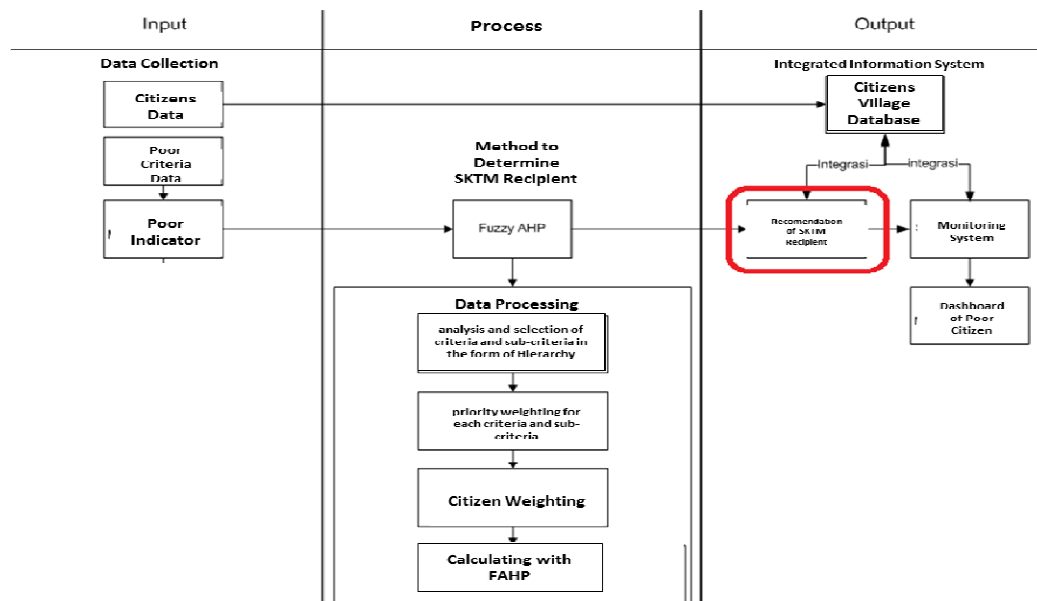 Input
Process
Output
Data Collection
Integrated Information System
Citizens
Data
Citizens
Village
Database
Poor
Criteria
Data
Method to
Determine
SKTM Recipient
Integrasi
integrasi
Poor
Indicator
Fuzzy AHP
Recomendation
of SKTM
Recipient
Monitoring
System
Data Processing
Dashboard
of Poor
Citizen
analysis and selection of
criteria and sub-criteria in
the form of Hierarchy
priority weighting for
each criteria and sub-
criteria
Citizen Weighting
Calculating with
FAHP